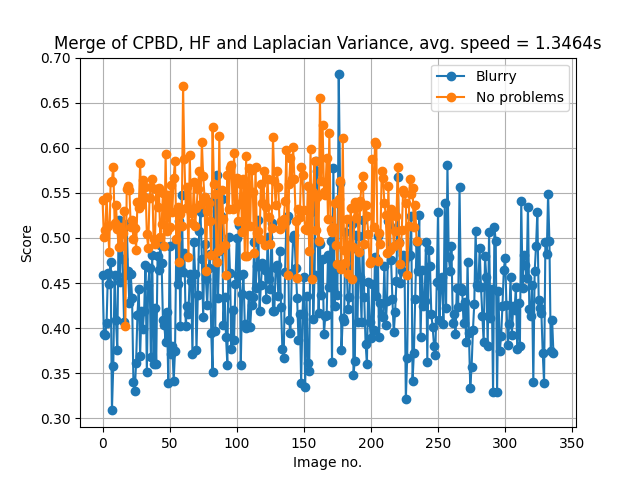 Merge of CPBD, HF and Laplacian Variance, avg. speed = 1.3464s
Blurry
No problems
Score
0.70
0.65
0.60
0.55
0.50
0.45
0.40
0.35
0.30
0 50 100 150 200 250 300 350
Image no.